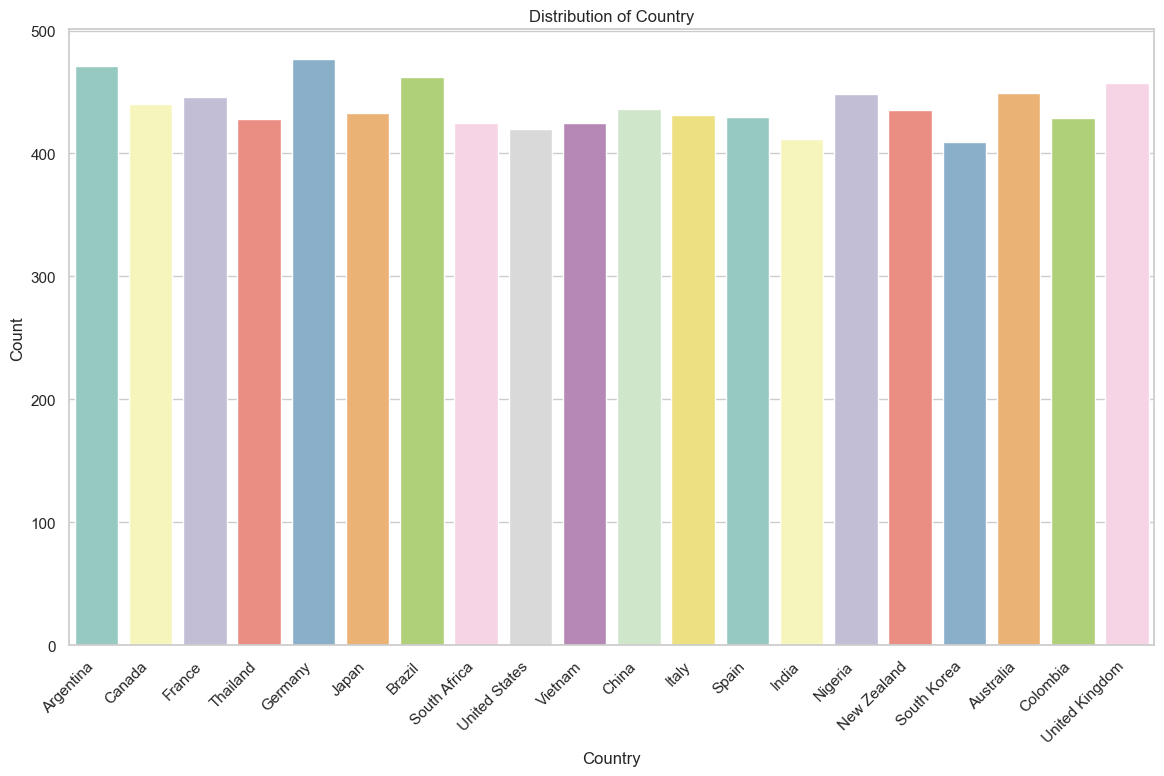 Distribution of Country
500
400
300
200
100
0
Count
Argentina
Canada
France
Thailand
Germany
Japan
Brazil
South Africa
United States
Vietnam
China
Italy
Spain
India
Nigeria
New Zealand
South Korea
Australia
Colombia
United Kingdom
Country